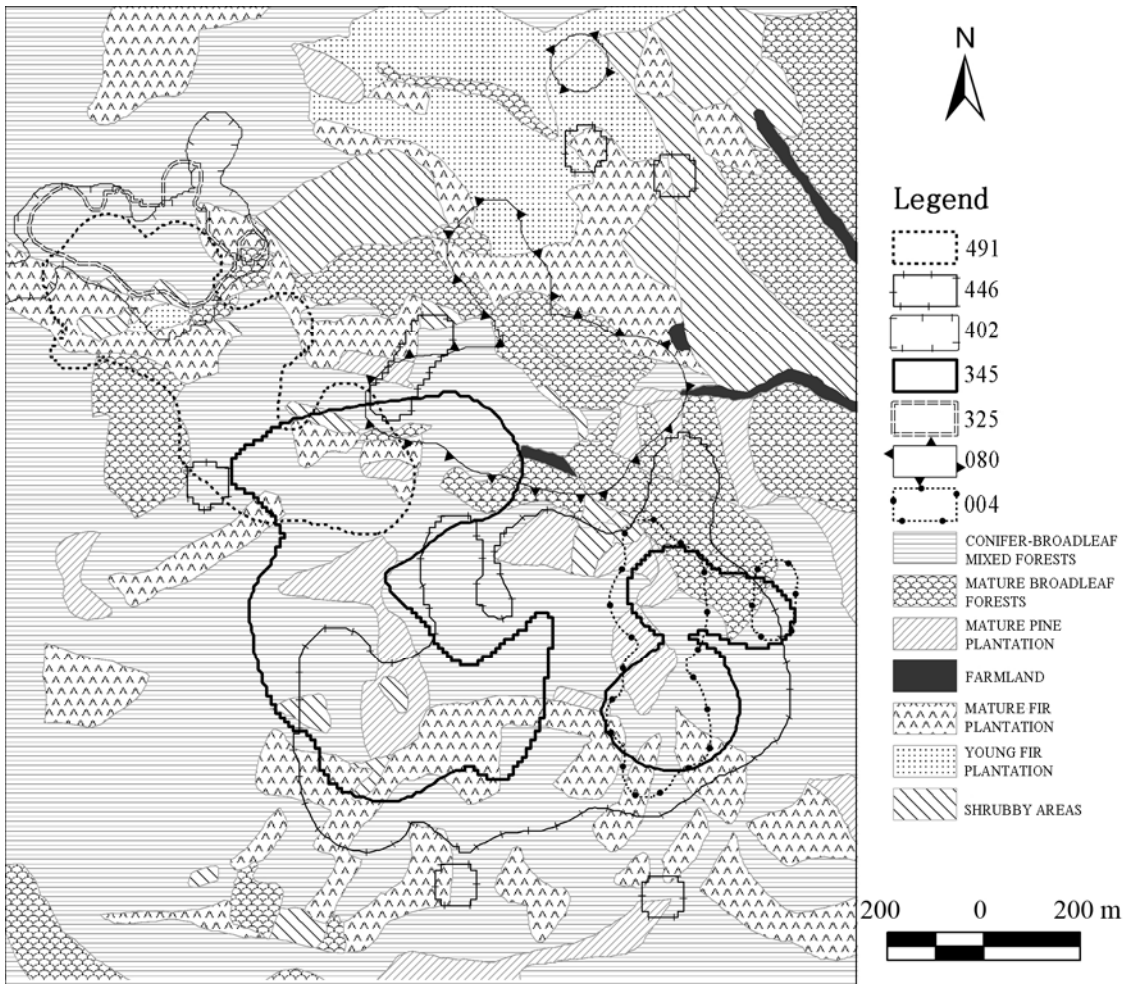 N
Legend
491
446
402
345
325
080
004
CONIFER-BROADLEAF
MIXED FORESTS
MATURE BROADLEAF
FORESTS
MATURE PINE
PLANTATION
FARMLAND
MATURE FIR
PLANTATION
YOUNG FIR
PLANTATION
SHRUBBY AREAS
200 0 200 m